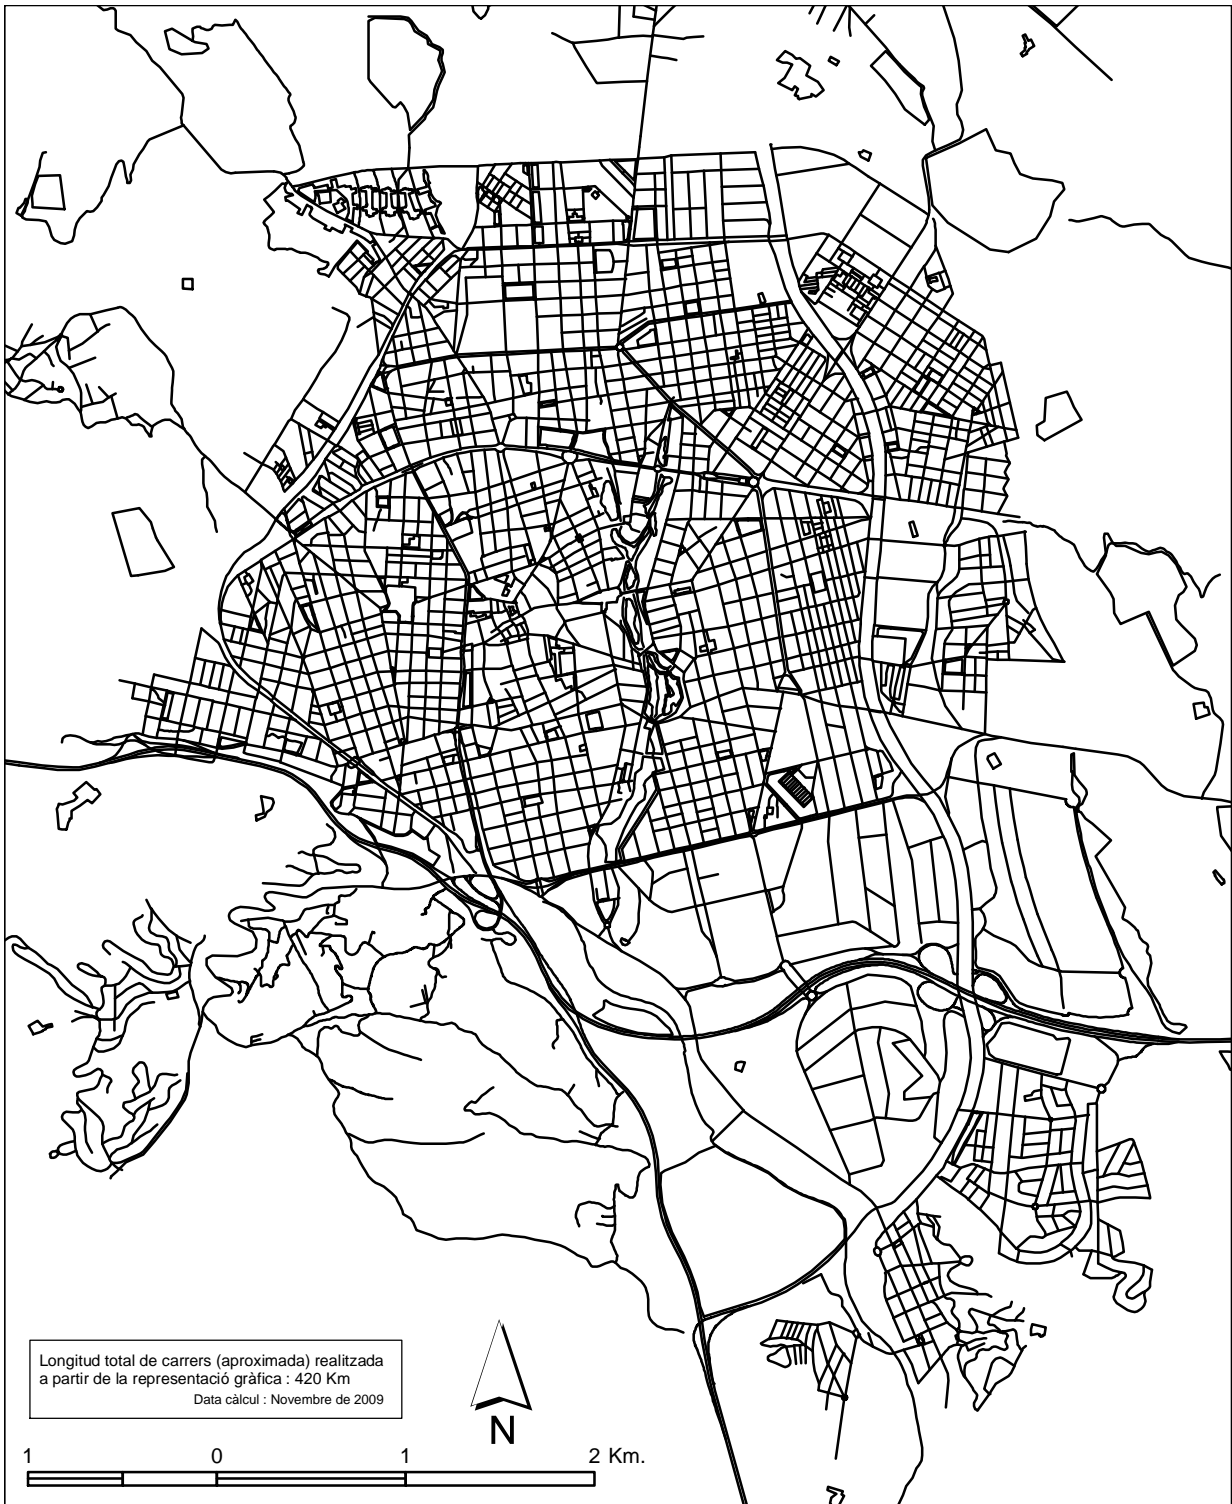 Longitud total de carrers (aproximada) realitzada
a partir de la representació gràfica : 420 Km
Data càlcul : Novembre de 2009
N
1 0 1 2 Km.